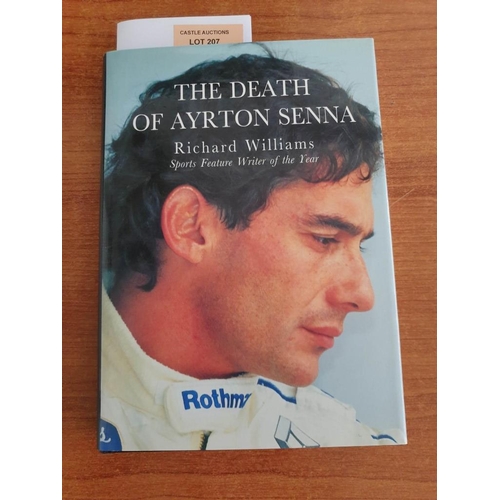 CASTLE AUCTIONS
LOT 207
THE DEATH
OF AYRTON SENNA
Richard Williams
Sports Feature Writer of the Year
Rothm
s